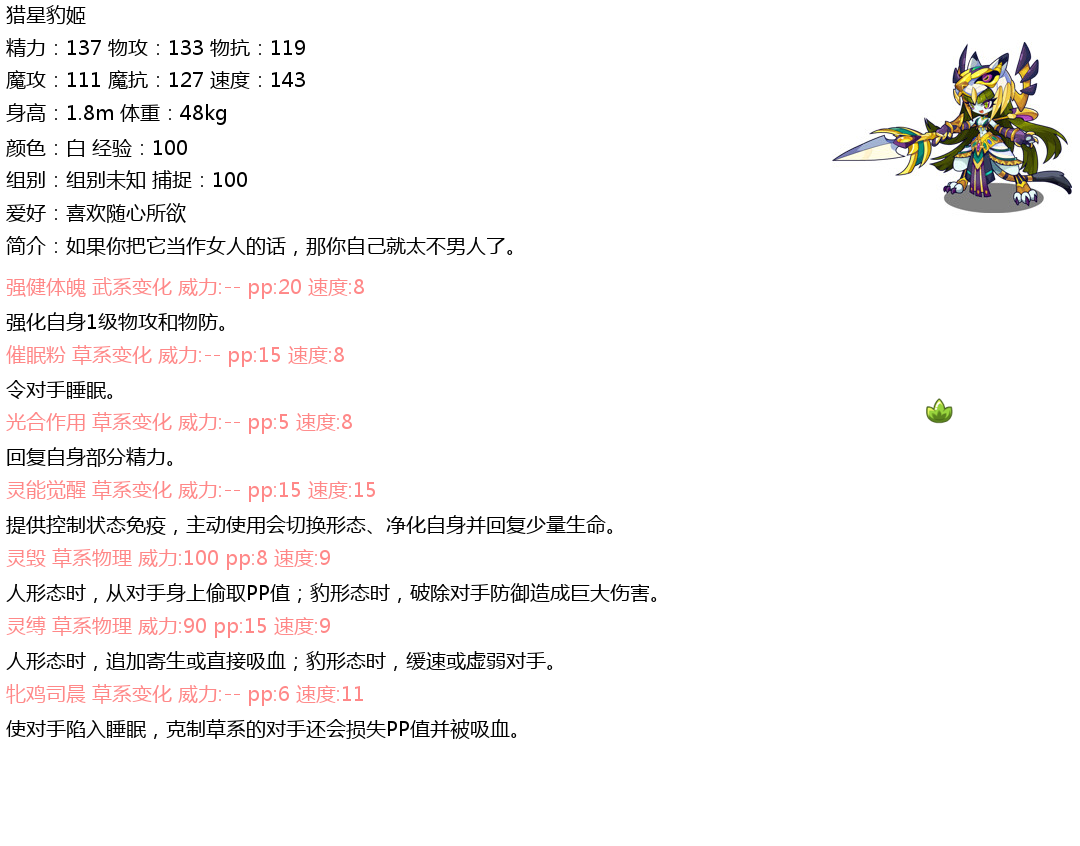 猎星豹姬
精力：137 物攻：133 物抗：119
魔攻：111 魔抗：127 速度：143
身高：1.8m 体重：48kg
颜色：白 经验：100
组别：组别未知 捕捉：100
爱好：喜欢随心所欲
简介：如果你把它当作女人的话，那你自己就太不男人了。
强健体魄 武系变化 威力:-- pp:20 速度:8
强化自身1级物攻和物防。
催眠粉 草系变化 威力:-- pp:15 速度:8
令对手睡眠。
光合作用 草系变化 威力:-- pp:5 速度:8
回复自身部分精力。
灵能觉醒 草系变化 威力:-- pp:15 速度:15
提供控制状态免疫，主动使用会切换形态、净化自身并回复少量生命。
灵毁 草系物理 威力:100 pp:8 速度:9
人形态时，从对手身上偷取PP值；豹形态时，破除对手防御造成巨大伤害。
灵缚 草系物理 威力:90 pp:15 速度:9
人形态时，追加寄生或直接吸血；豹形态时，缓速或虚弱对手。
牝鸡司晨 草系变化 威力:-- pp:6 速度:11
使对手陷入睡眠，克制草系的对手还会损失PP值并被吸血。